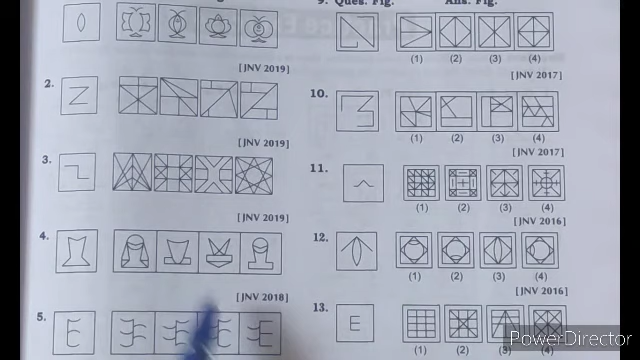 9. Ques. Fig. Ans. Fig.
(1) (2) (3) (4)
[JNV 2019]
[JNV 2017]
2.
10.
(1) (2) (3) (4)
[JNV 2019]
[JNV 2017]
3.
11.
(1) (2) (3) (4)
[JNV 2019]
[JNV 2016]
4.
12.
(1) (2) (3) (4)
[JNV 2018]
[JNV 2016]
5.
13.
(1) (2) (4)
PowerDirector